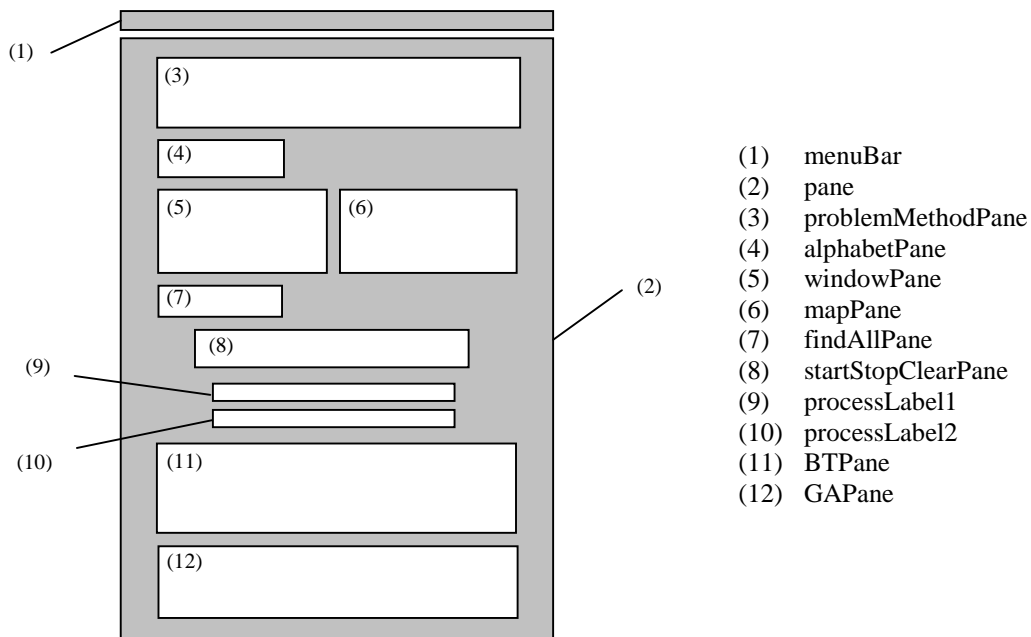 (1)
(3)
(4)
(5)
(6)
(7)
(2)
(8)
(9)
(10)
(11)
(12)
(1) menuBar
(2) pane
(3) problemMethodPane
(4) alphabetPane
(5) windowPane
(6) mapPane
(7) findAllPane
(8) startStopClearPane
(9) processLabel1
(10) processLabel2
(11) BTPane
(12) GAPane